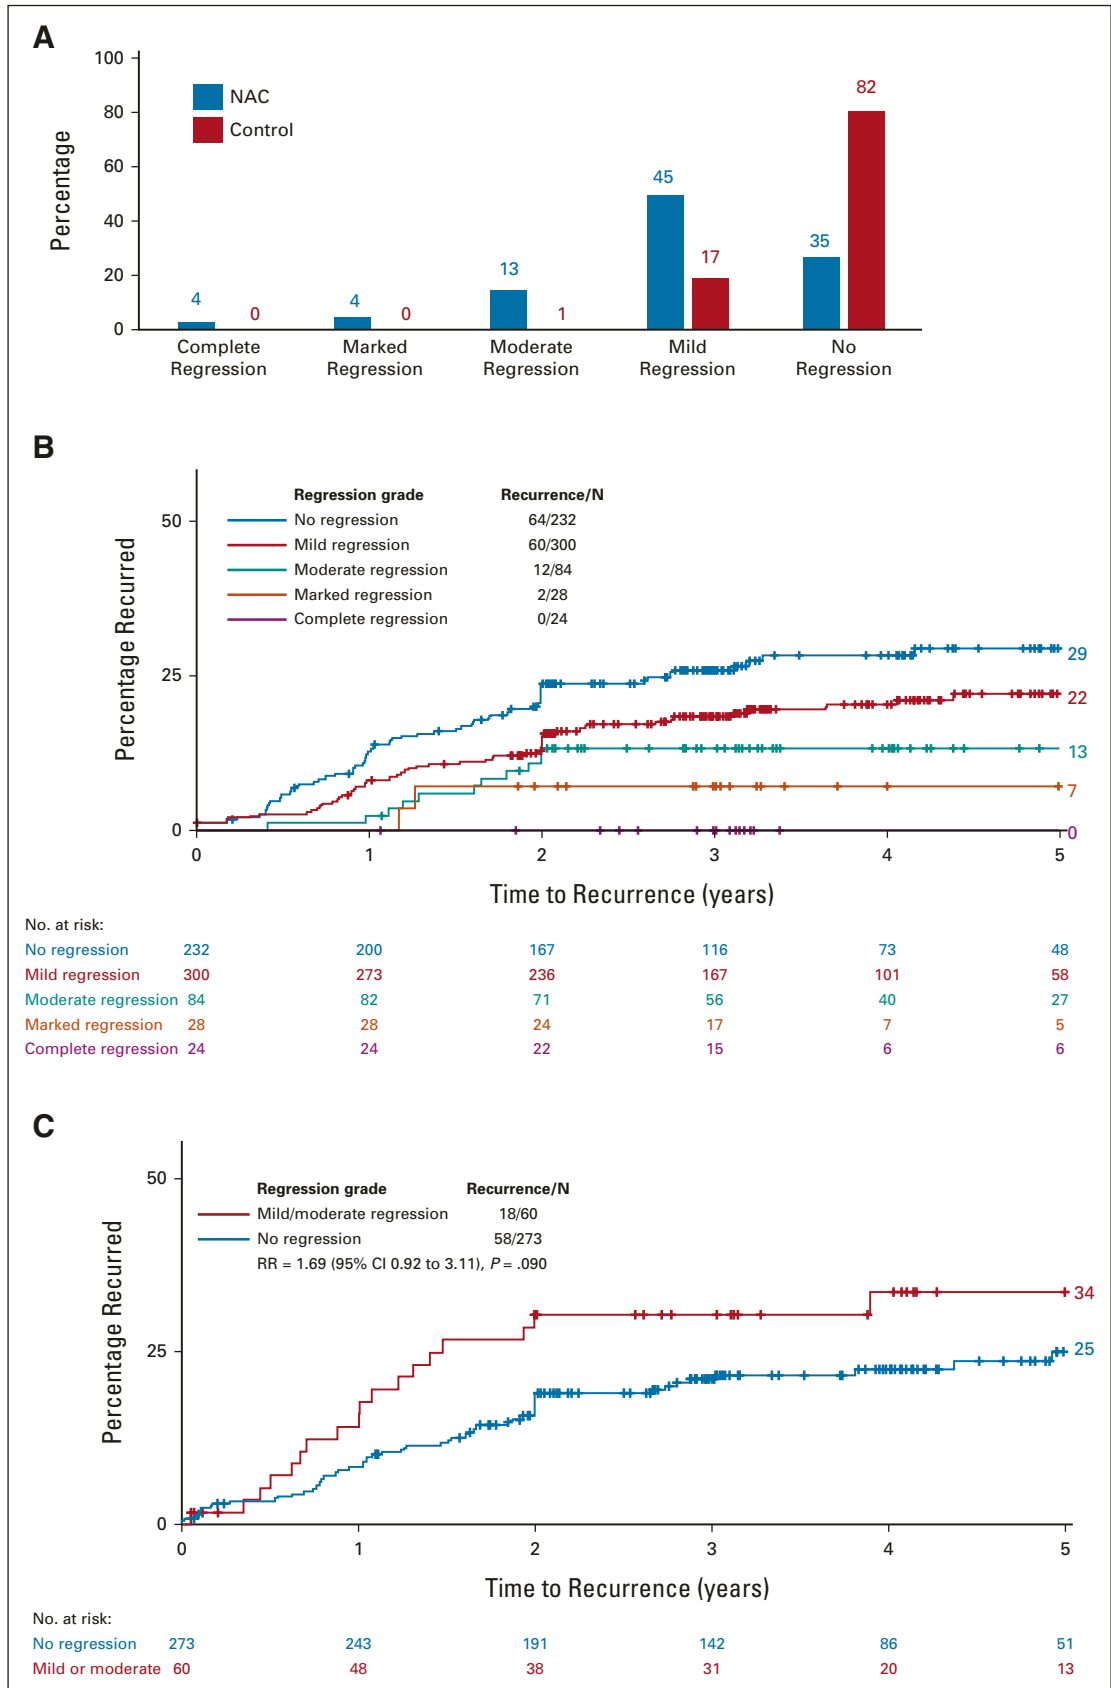 A
100
80
60
40
20
0
Percentage
NAC
Control
4
0
4
0
13
1
45
17
35
82
Complete
Regression
Marked
Regression
Moderate
Regression
Mild
Regression
No
Regression
B
50
25
0
Percentage Recurred
Regression grade Recurrence/N
No regression 64/232
Mild regression 60/300
Moderate regression 12/84
Marked regression 2/28
Complete regression 0/24
29
22
13
7
0
0 1 2 3 4 5
Time to Recurrence (years)
No. at risk:
No regression 232 200 167 116 73 48
Mild regression 300 273 236 167 101 58
Moderate regression 84 82 71 56 40 27
Marked regression 28 28 24 17 7 5
Complete regression 24 24 22 15 6 6
C
50
25
0
Percentage Recurred
Regression grade Recurrence/N
Mild/moderate regression 18/60
No regression 58/273
RR = 1.69 (95% CI 0.92 to 3.11), P = .090
34
25
0 1 2 3 4 5
Time to Recurrence (years)
No. at risk:
No regression 273 243 191 142 86 51
Mild or moderate 60 48 38 31 20 13